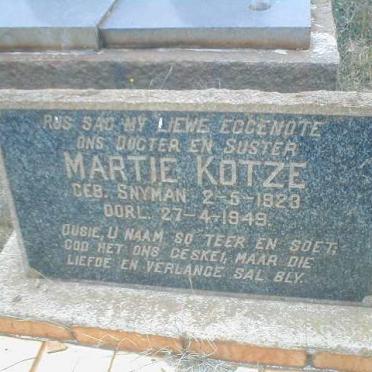 RUS SAG MY LIEWE EGGENOTE
ONS DOGTER EN SUSTER
MARTIE KOTZE
GEB. SNYMAN 2-5-1923
OORL. 27-4-1949.
OUSIE, U NAAM SO TEER EN SOET,
GOD HET ONS GESKEI, MAAR DIE
LIEFDE EN VERLANGE SAL BLY.